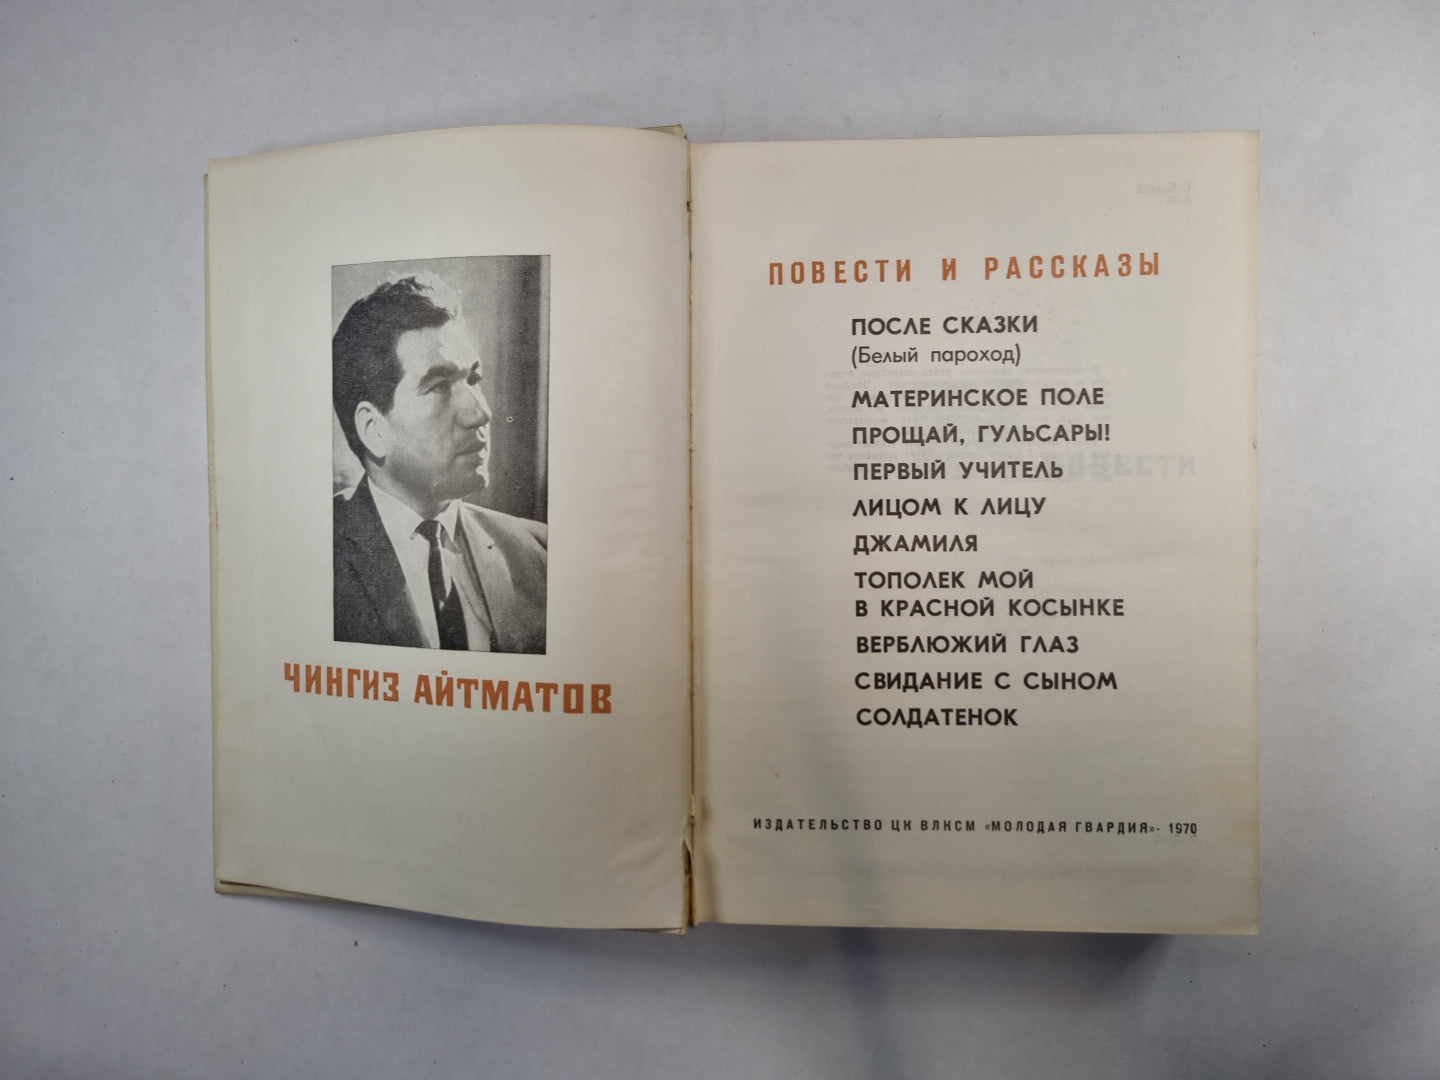 ЧИНГИЗ АЙТМАТОВ
ПОВЕСТИ И РАССКАЗЫ
ПОСЛЕ СКАЗКИ
(Белый пароход)
МАТЕРИНСКОЕ ПОЛЕ
ПРОЩАЙ, ГУЛЬСАРЫ!
ПЕРВЫЙ УЧИТЕЛЬ
ЛИЦОМ К ЛИЦУ
ДЖАМИЛЯ
ТОПОЛЕК МОЙ
В КРАСНОЙ КОСЫНКЕ
ВЕРБЛЮЖИЙ ГЛАЗ
СВИДАНИЕ С СЫНОМ
СОЛДАТЕНОК
ИЗДАТЕЛЬСТВО ЦК ВЛКСМ «МОЛОДАЯ ГВАРДИЯ»· 1970